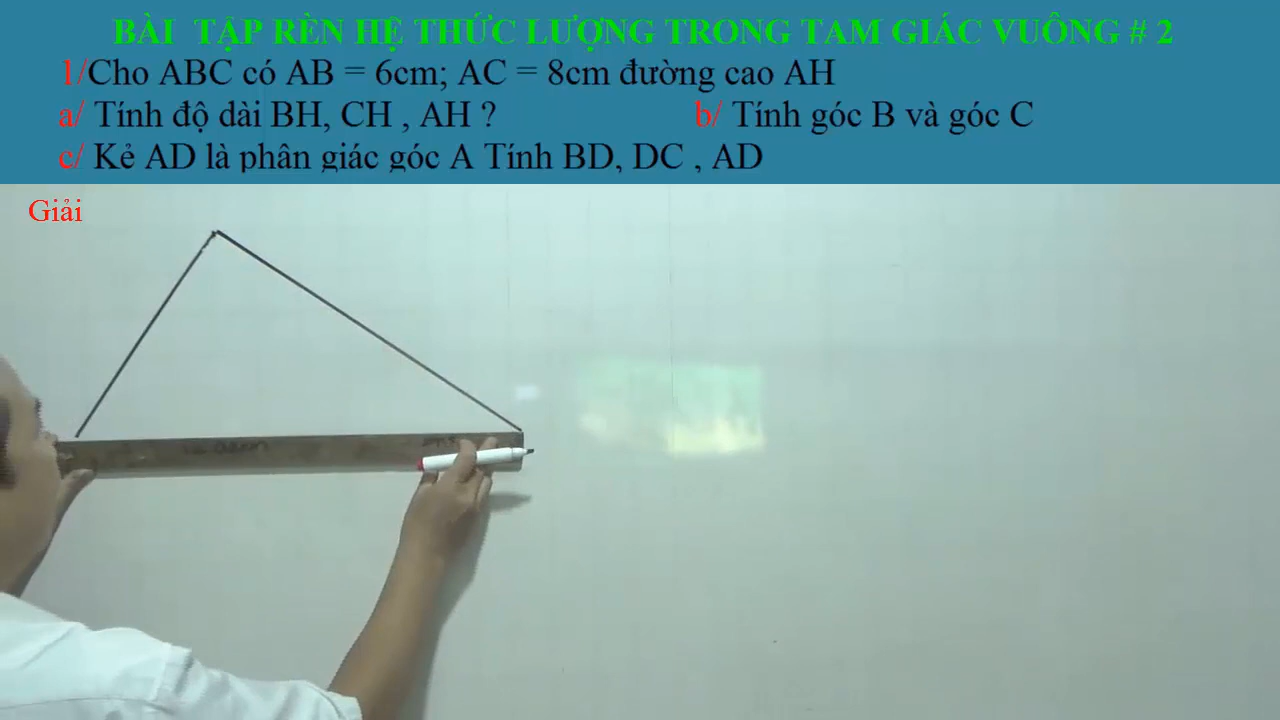 BÀI TẬP RÈN HỆ THỨC LƯỢNG TRONG TAM GIÁC VUÔNG # 2
1/Cho ABC có AB = 6cm; AC = 8cm đường cao AH
a/ Tính độ dài BH, CH , AH ? b/ Tính góc B và góc C
c/ Kẻ AD là phân giác góc A Tính BD, DC , AD
Giải